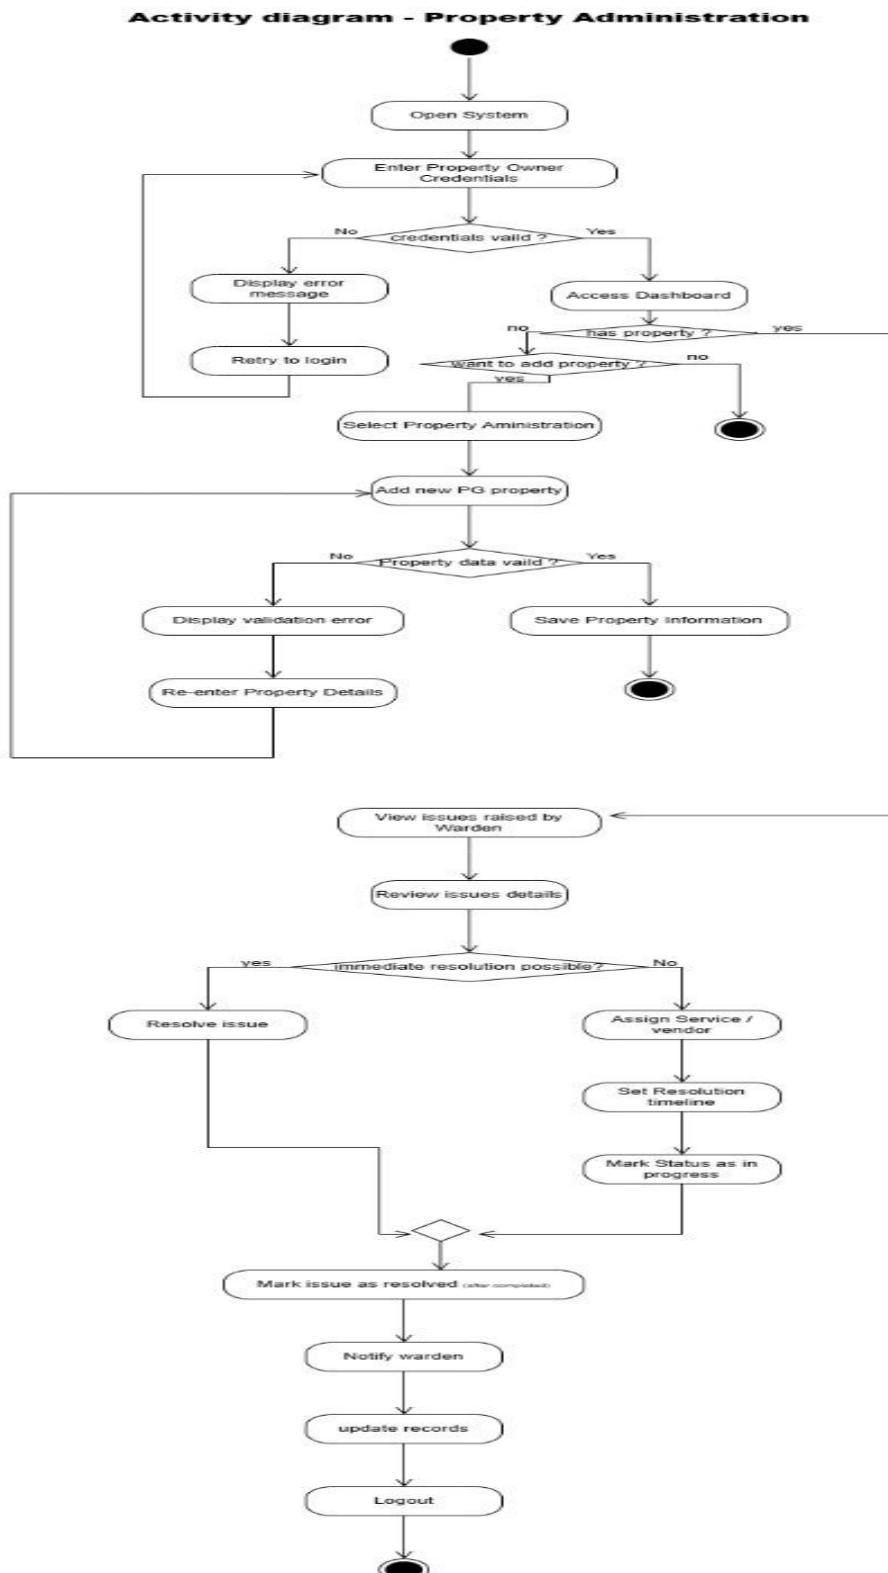 Activity diagram - Property Administration
Open System
Enter Property Owner
Credentials
No
credentials vaild ?
Yes
Display error
message
Access Dashboard
no
has property ?
yes
Retry to login
want to add property ?
no
yes
Select Property Aministration
Add new PG property
No
Property data vaild ?
Yes
Display validation error
Save Property Information
Re-enter Property Details
View issues raised by
Warden
Review issues details
yes
immediate resolution possible?
No
Resolve issue
Assign Service /
vendor
Set Resolution
timeline
Mark Status as in
progress
Mark issue as resolved (after completed)
Notify warden
update records
Logout